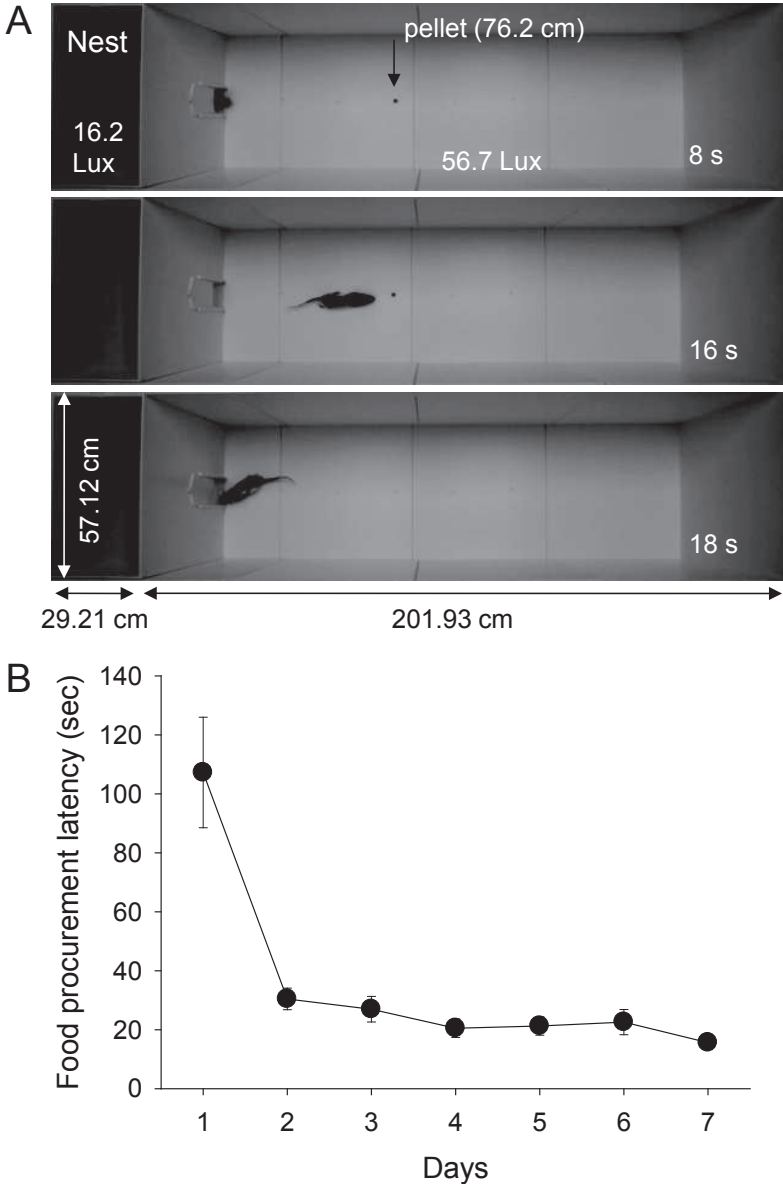 A
Nest
pellet (76.2 cm)
16.2
Lux
56.7 Lux
8 s
16 s
57.12 cm
18 s
29.21 cm
201.93 cm
B
Food procurement latency (sec)
140
120
100
80
60
40
20
0
1 2 3 4 5 6 7
Days